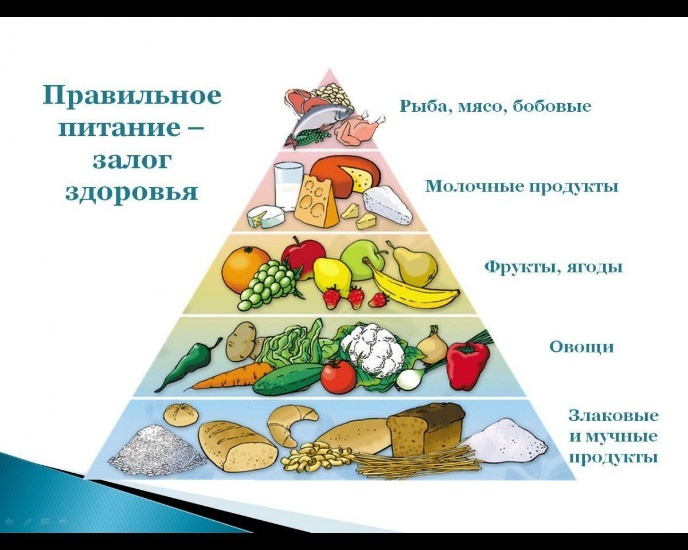 Правильное
питание –
залог
здоровья
Рыба, мясо, бобовые
Молочные продукты
Фрукты, ягоды
Овощи
Злаковые
и мучные
продукты